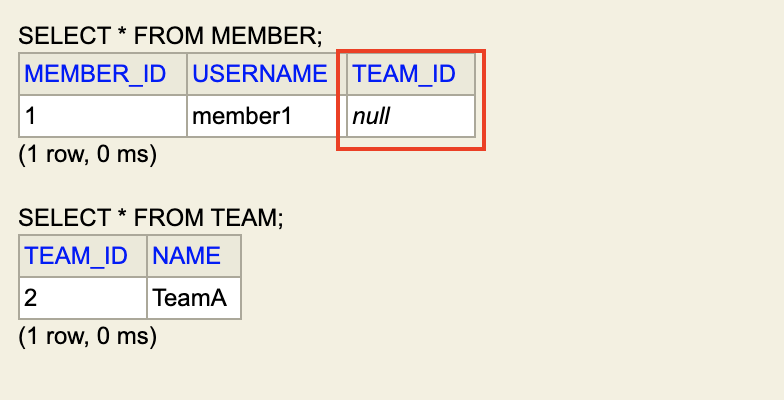 SELECT * FROM MEMBER;
MEMBER_ID USERNAME TEAM_ID
1 member1 null
(1 row, 0 ms)
SELECT * FROM TEAM;
TEAM_ID NAME
2 TeamA
(1 row, 0 ms)